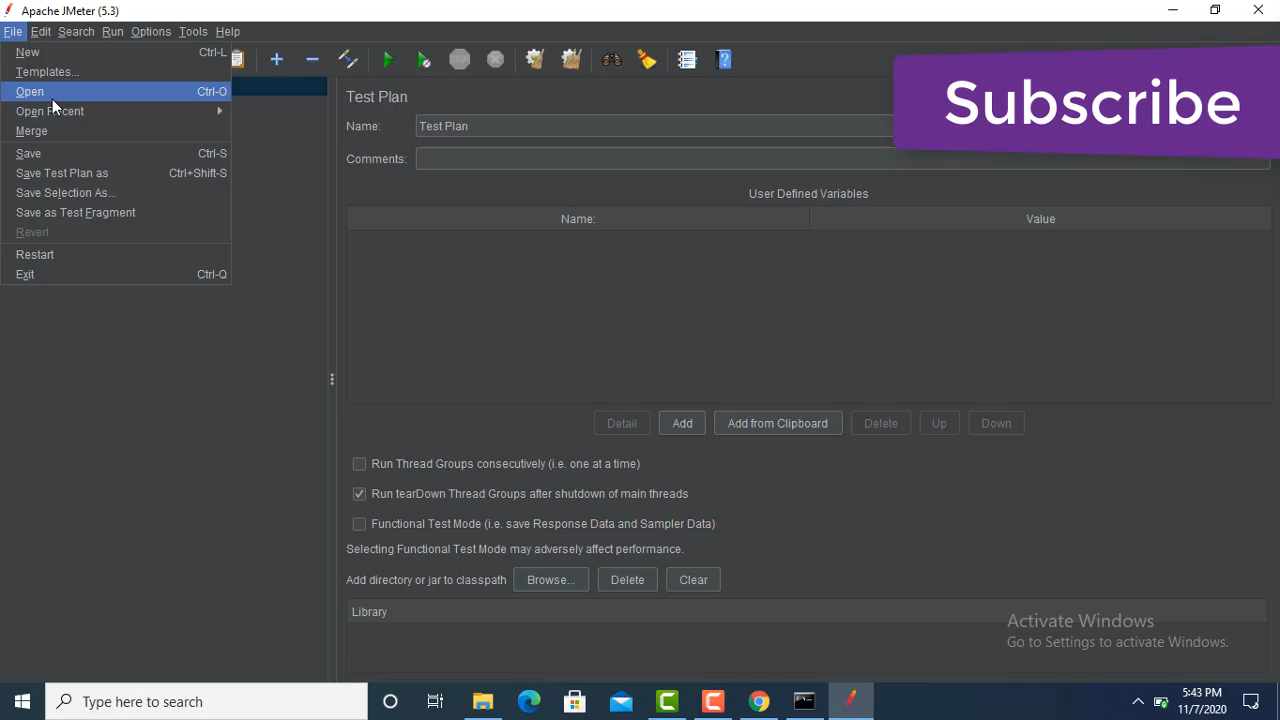 Apache JMeter (5.3)
File Edit Search Run Options Tools Help
New Ctrl-L
Templates...
Open Ctrl-O
Open Recent
Merge
Save Ctrl-S
Save Test Plan as Ctrl+Shift-S
Save Selection As...
Save as Test Fragment
Revert
Restart
Exit Ctrl-Q
STOP
Subscribe
Test Plan
Name: Test Plan
Comments:
User Defined Variables
Name: Value
Detail Add Add from Clipboard Delete Up Down
Run Thread Groups consecutively (i.e. one at a time)
Run tearDown Thread Groups after shutdown of main threads
Functional Test Mode (i.e. save Response Data and Sampler Data)
Selecting Functional Test Mode may adversely affect performance.
Add directory or jar to classpath Browse... Delete Clear
Library
Activate Windows
Go to Settings to activate Windows.
Type here to search
5:43 PM
11/7/2020